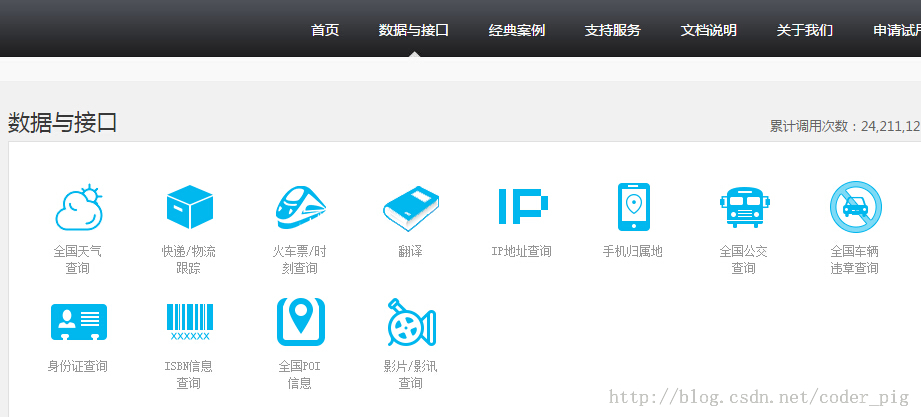 首页 数据与接口 经典案例 支持服务 文档说明 关于我们 申请试用
数据与接口
累计调用次数：24,211,12
全国天气
查询
快递/物流
跟踪
火车票/时
刻查询
翻译
IP地址查询
手机归属地
全国公交
查询
全国车辆
违章查询
身份证查询
XXXXXX
ISBN信息
查询
全国POI
信息
影片/影讯
查询
http://blog.csdn.net/coder_pig